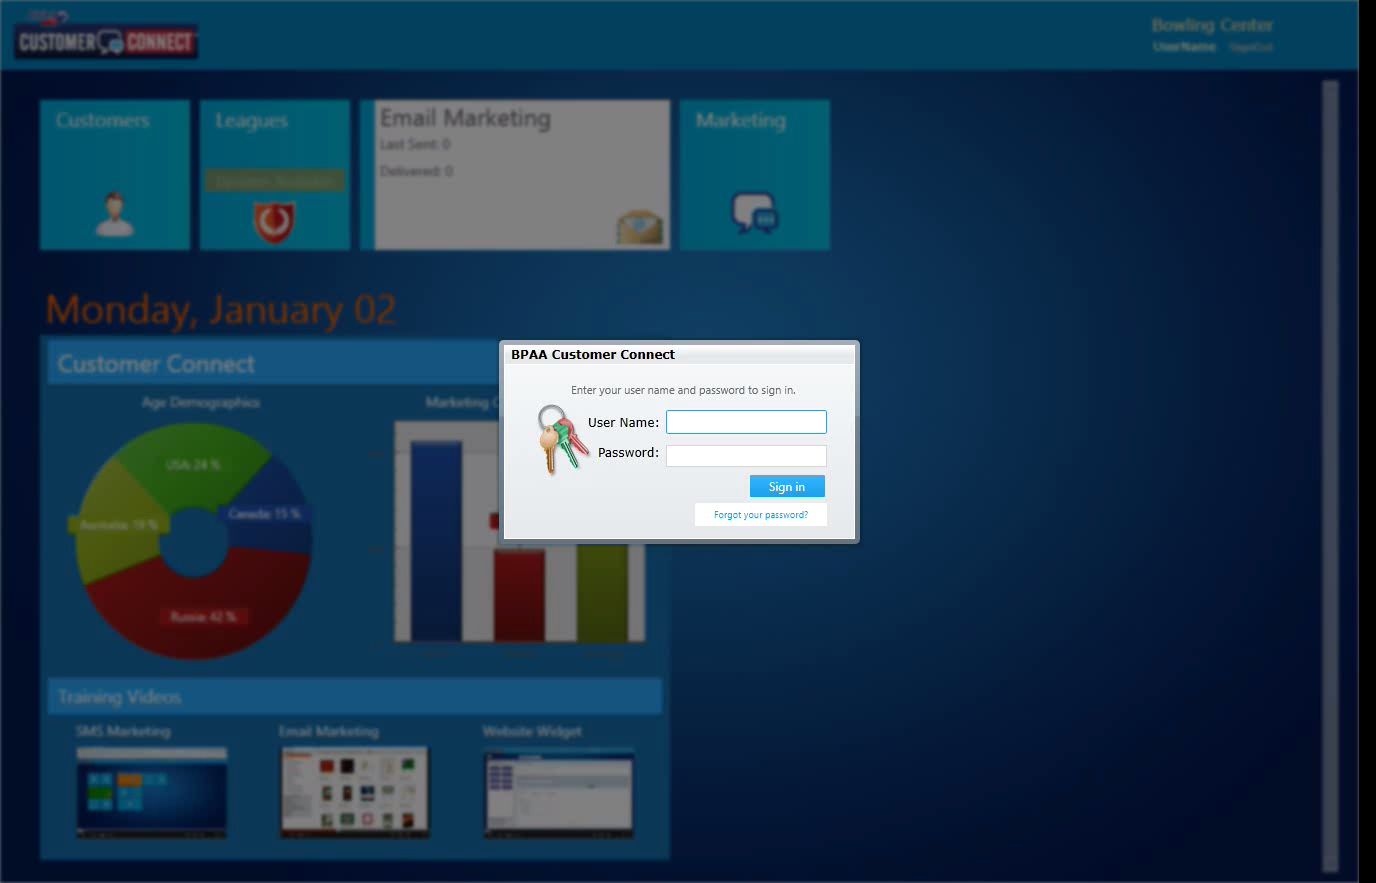 BPAA
CUSTOMER CONNECT
Bowling Center
UserName SignOut
Customers
Leagues
Email Marketing
Last Sent: 0
Delivered: 0
Marketing
Monday, January 02
Customer Connect
Age Demographics
Marketing
USA: 24 %
Canada: 15 %
Australia: 19 %
Russia: 42 %
BPAA Customer Connect
Enter your user name and password to sign in.
User Name:
Password:
Sign in
Forgot your password?
Training Videos
SMS Marketing
Email Marketing
Website Widget